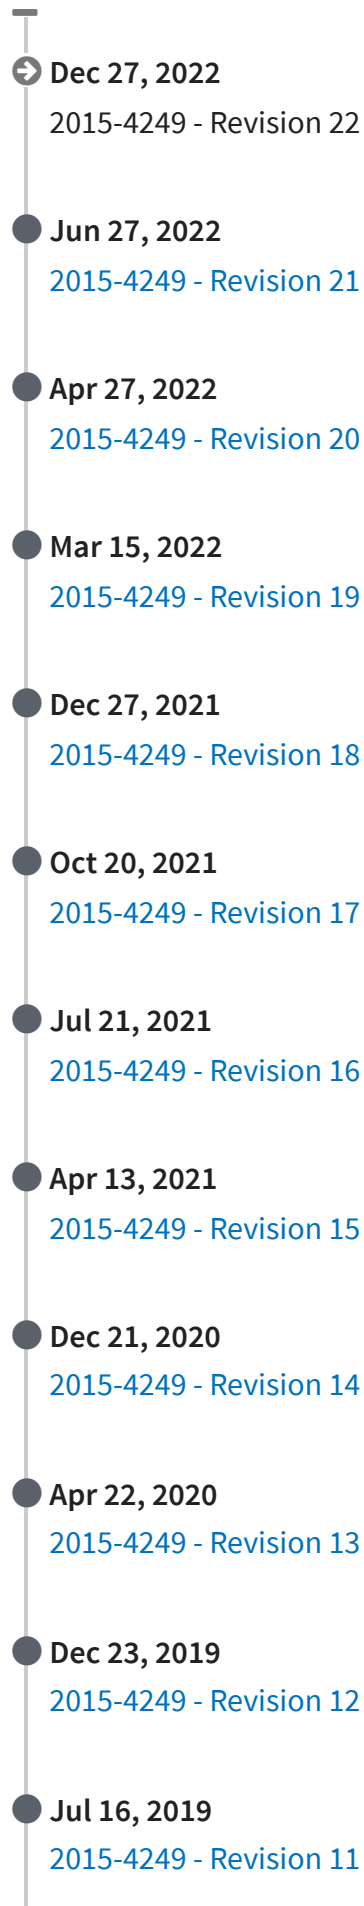 Dec 27, 2022
2015-4249 - Revision 22
Jun 27, 2022
2015-4249 - Revision 21
Apr 27, 2022
2015-4249 - Revision 20
Mar 15, 2022
2015-4249 - Revision 19
Dec 27, 2021
2015-4249 - Revision 18
Oct 20, 2021
2015-4249 - Revision 17
Jul 21, 2021
2015-4249 - Revision 16
Apr 13, 2021
2015-4249 - Revision 15
Dec 21, 2020
2015-4249 - Revision 14
Apr 22, 2020
2015-4249 - Revision 13
Dec 23, 2019
2015-4249 - Revision 12
Jul 16, 2019
2015-4249 - Revision 11